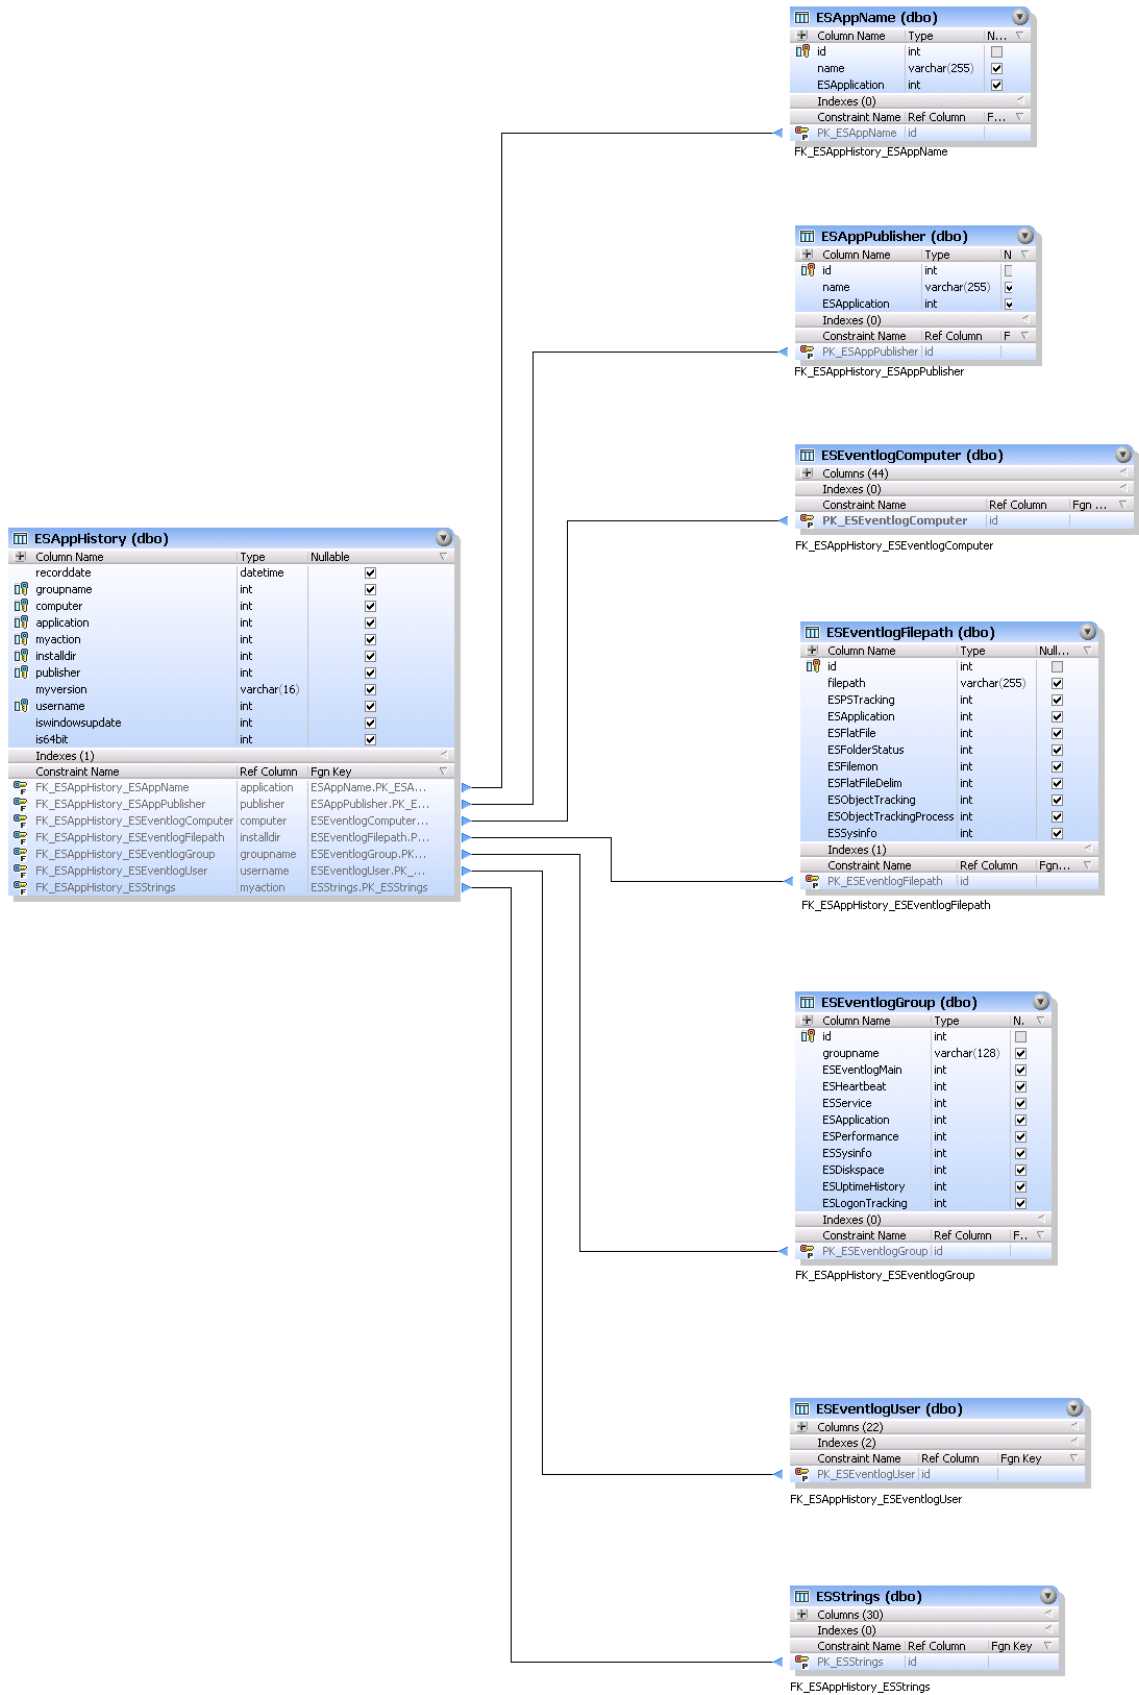 ESAppName (dbo)
Column Name Type N...
id int
name varchar(255)
ESApplication int
Indexes (0)
Constraint Name Ref Column F...
PK_ESAppName id
FK_ESAppHistory_ESAppName
ESAppPublisher (dbo)
Column Name Type N
id int
name varchar(255)
ESApplication int
Indexes (0)
Constraint Name Ref Column F
PK_ESAppPublisher id
FK_ESAppHistory_ESAppPublisher
ESEventlogComputer (dbo)
Columns (44)
Indexes (0)
Constraint Name Ref Column Fgn ...
PK_ESEventlogComputer id
FK_ESAppHistory_ESEventlogComputer
ESAppHistory (dbo)
Column Name Type Nullable
recorddate datetime
groupname int
computer int
application int
myaction int
installdir int
publisher int
myversion varchar(16)
username int
iswindowsupdate int
is64bit int
Indexes (1)
Constraint Name Ref Column Fgn Key
FK_ESAppHistory_ESAppName application ESAppName.PK_ESA...
FK_ESAppHistory_ESAppPublisher publisher ESAppPublisher.PK_E...
FK_ESAppHistory_ESEventlogComputer computer ESEventlogComputer...
FK_ESAppHistory_ESEventlogFilepath installdir ESEventlogFilepath.P...
FK_ESAppHistory_ESEventlogGroup groupname ESEventlogGroup.PK...
FK_ESAppHistory_ESEventlogUser username ESEventlogUser.PK_...
FK_ESAppHistory_ESStrings myaction ESStrings.PK_ESStrings
ESEventlogFilepath (dbo)
Column Name Type Null...
id int
filepath varchar(255)
ESPSTracking int
ESApplication int
ESFlatFile int
ESFolderStatus int
ESFilemon int
ESFlatFileDelim int
ESObjectTracking int
ESObjectTrackingProcess int
ESSysinfo int
Indexes (1)
Constraint Name Ref Column Fgn...
PK_ESEventlogFilepath id
FK_ESAppHistory_ESEventlogFilepath
ESEventlogGroup (dbo)
Column Name Type N.
id int
groupname varchar(128)
ESEventlogMain int
ESHeartbeat int
ESService int
ESApplication int
ESPerformance int
ESSysinfo int
ESDiskspace int
ESUptimeHistory int
ESLogonTracking int
Indexes (0)
Constraint Name Ref Column F..
PK_ESEventlogGroup id
FK_ESAppHistory_ESEventlogGroup
ESEventlogUser (dbo)
Columns (22)
Indexes (2)
Constraint Name Ref Column Fgn Key
PK_ESEventlogUser id
FK_ESAppHistory_ESEventlogUser
ESStrings (dbo)
Columns (30)
Indexes (0)
Constraint Name Ref Column Fgn Key
PK_ESStrings id
FK_ESAppHistory_ESStrings